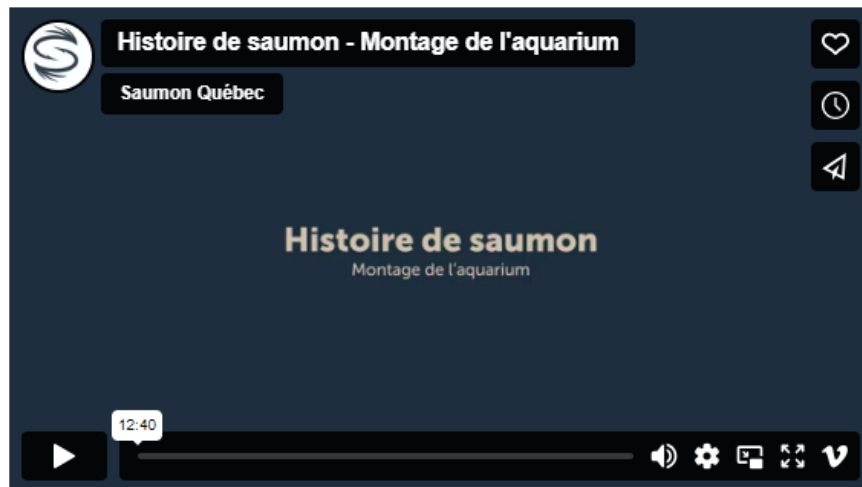 Histoire de saumon - Montage de l'aquarium
Saumon Québec
Histoire de saumon
Montage de l'aquarium
12:40